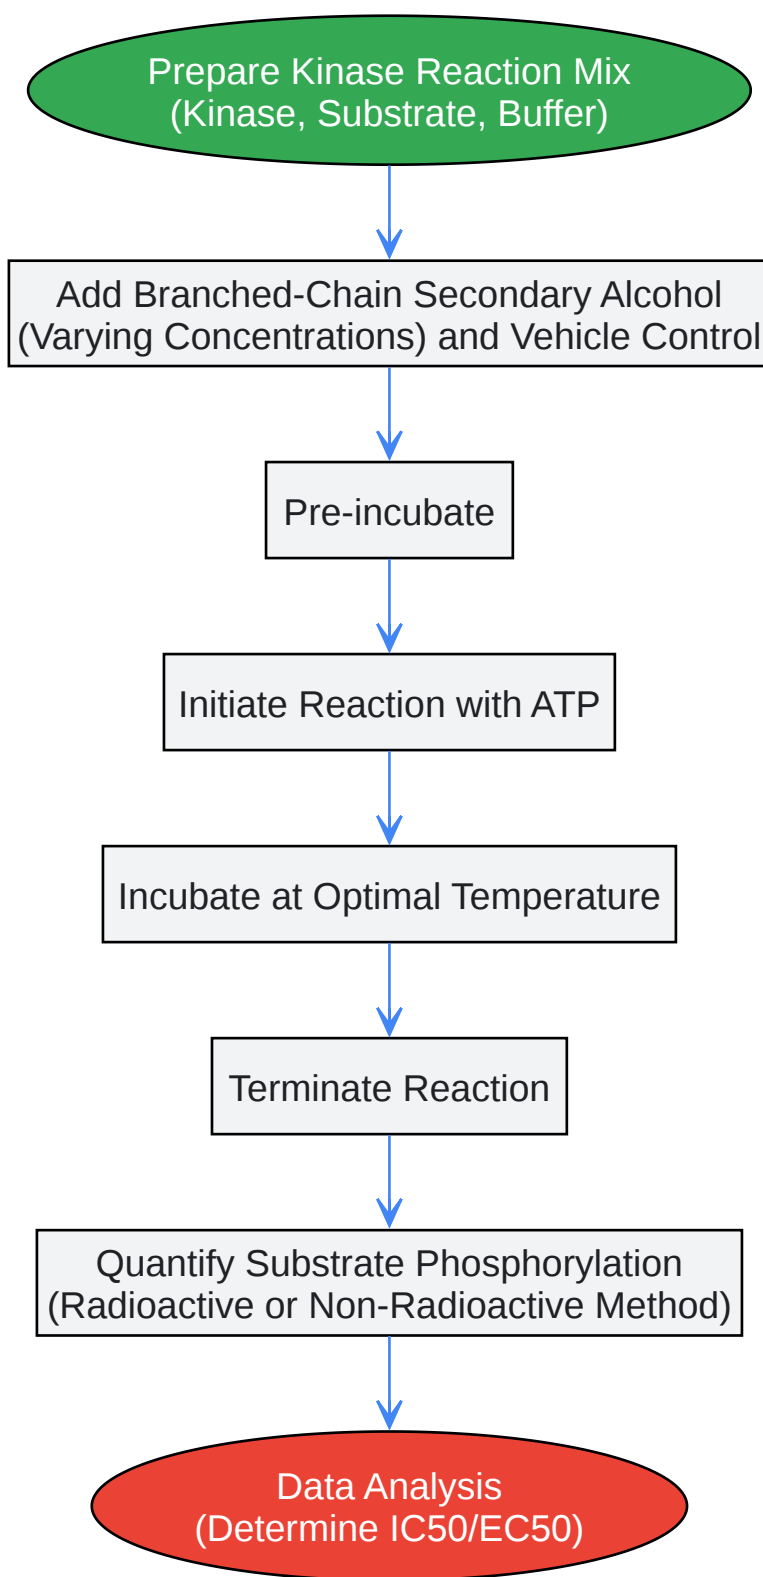 Prepare Kinase Reaction Mix
(Kinase, Substrate, Buffer)
Add Branched-Chain Secondary Alcohol
(Varying Concentrations) and Vehicle Control
Pre-incubate
Initiate Reaction with ATP
Incubate at Optimal Temperature
Terminate Reaction
Quantify Substrate Phosphorylation
(Radioactive or Non-Radioactive Method)
Data Analysis
(Determine IC50/EC50)